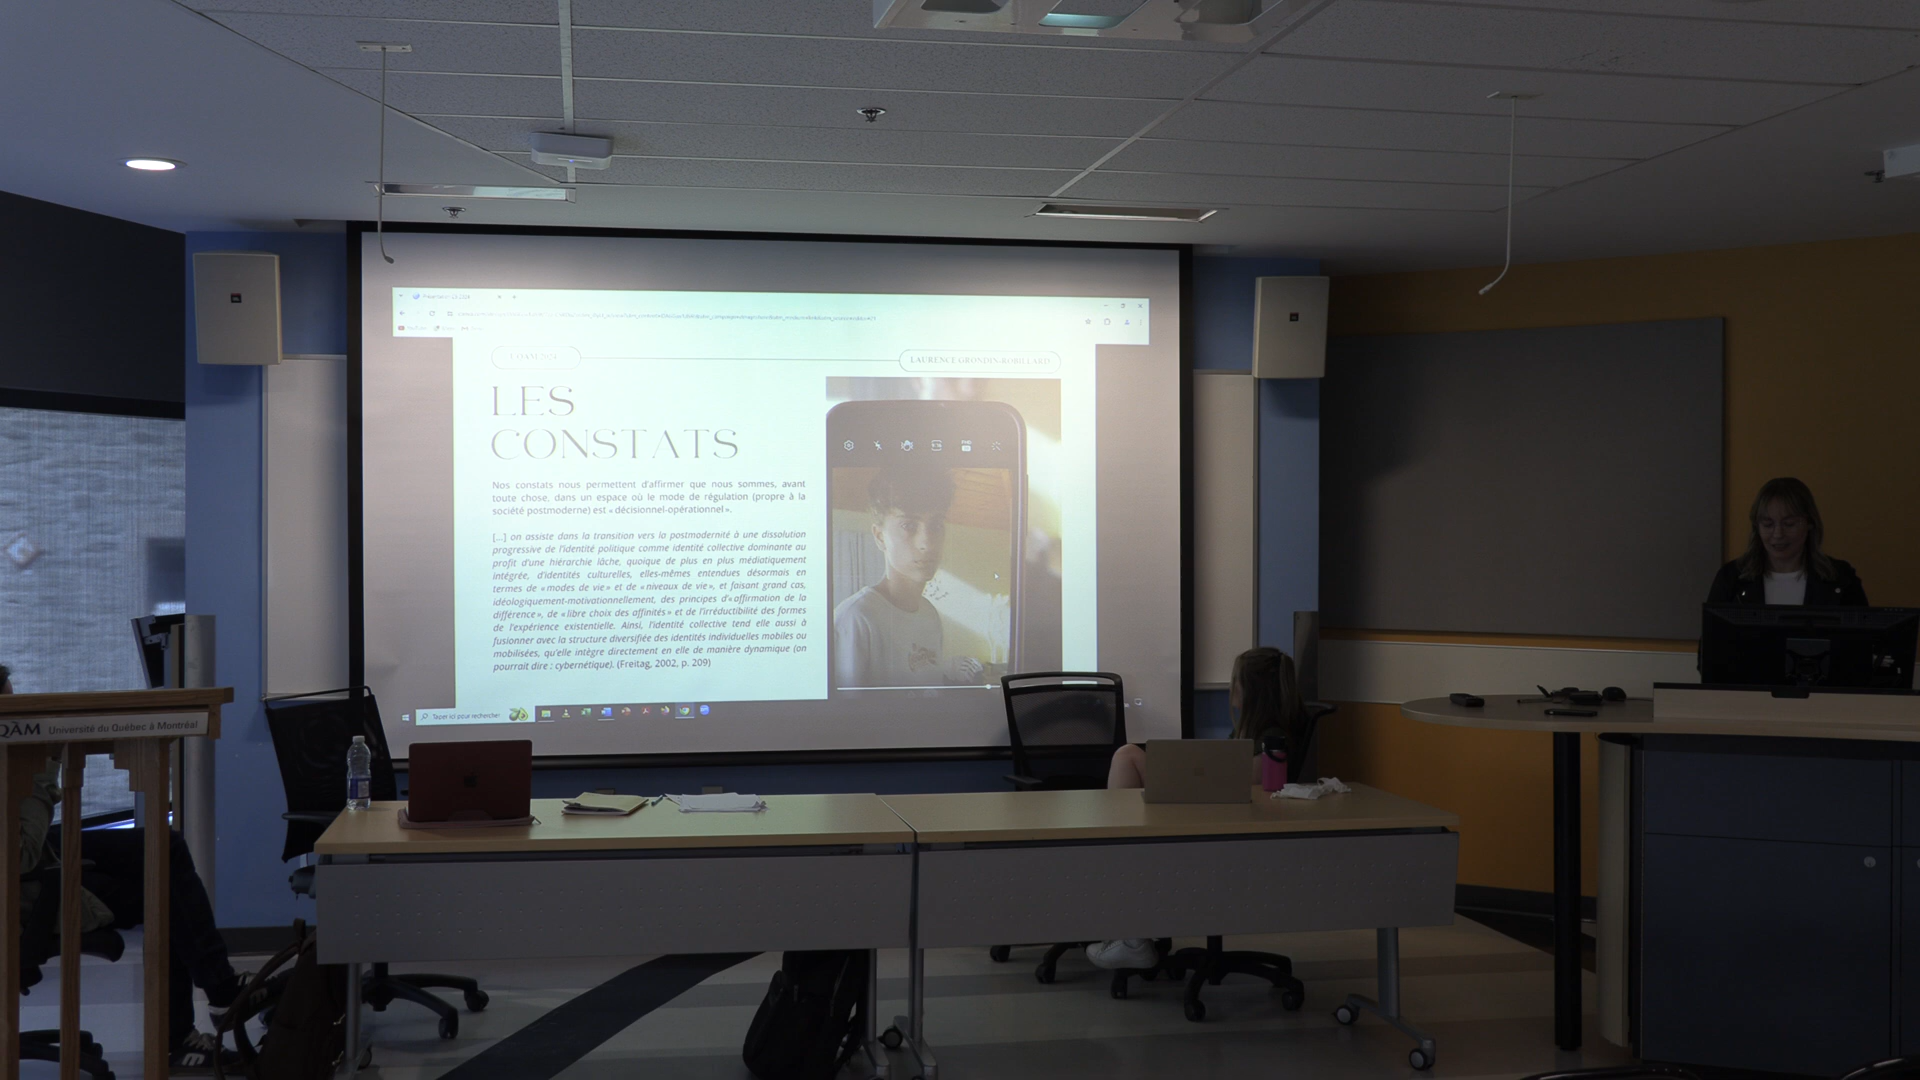 LAURENCE GRONDIN-ROBILLARD
LES
CONSTATS
Nos constats nous permettent d'affirmer que nous sommes, avant
toute chose, dans un espace où le mode de régulation (propre à la
société postmoderne) est « décisionnel-opérationnel ».
[...] on assiste dans la transition vers la postmodernité à une dissolution
progressive de l'identité politique comme identité collective dominante au
profit d'une hiérarchie lâche, quoique de plus en plus médiatiquement
intégrée, d'identités culturelles, elles-mêmes entendues désormais en
termes de « modes de vie » et de « niveaux de vie », et faisant grand cas,
idéologiquement-motivationnellement, des principes d'« affirmation de la
différence », de « libre choix des affinités » et de l'irréductibilité des formes
de l'expérience existentielle. Ainsi, l'identité collective tend elle aussi à
fusionner avec la structure diversifiée des identités individuelles mobiles ou
mobilisées, qu'elle intègre directement en elle de manière dynamique (on
pourrait dire : cybernétique). (Freitag, 2002, p. 209)
Taper ici pour rechercher
QÀM Université du Québec à Montréal